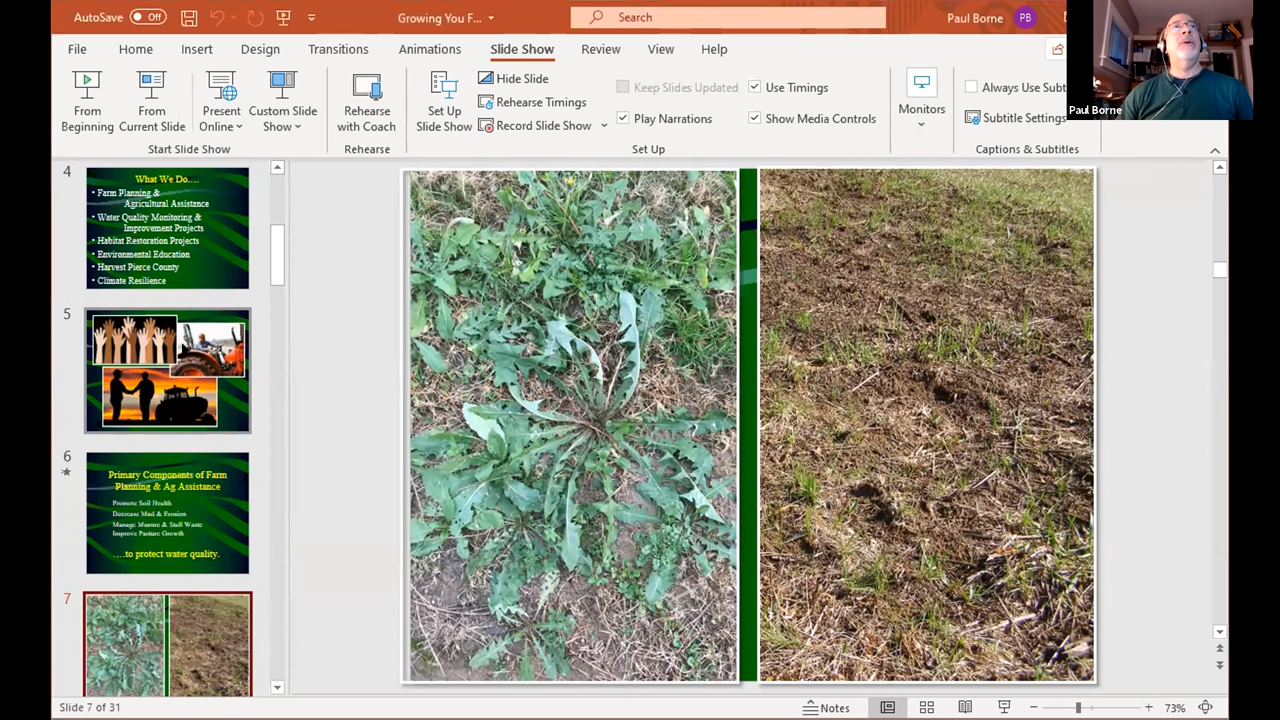 AutoSave Off Growing You F... Search Paul Borne PB
Paul Borne
File Home Insert Design Transitions Animations Slide Show Review View Help
From Beginning
From Current Slide
Present Online
Custom Slide Show
Start Slide Show
Rehearse with Coach
Rehearse
Set Up Slide Show
Hide Slide
Rehearse Timings
Record Slide Show
Keep Slides Updated
Play Narrations
Use Timings
Show Media Controls
Set Up
Monitors
Always Use Subt
Subtitle Settings
Captions & Subtitles
4
What We Do....
• Farm Planning &
Agricultural Assistance
• Water Quality Monitoring &
Improvement Projects
• Habitat Restoration Projects
• Environmental Education
• Harvest Pierce County
• Climate Resilience
5
6
Primary Components of Farm
Planning & Ag Assistance
Promote Soil Health
Decrease Mud & Erosion
Manage Manure & Stall Waste
Improve Pasture Growth
....to protect water quality.
7
Slide 7 of 31 Notes 73%